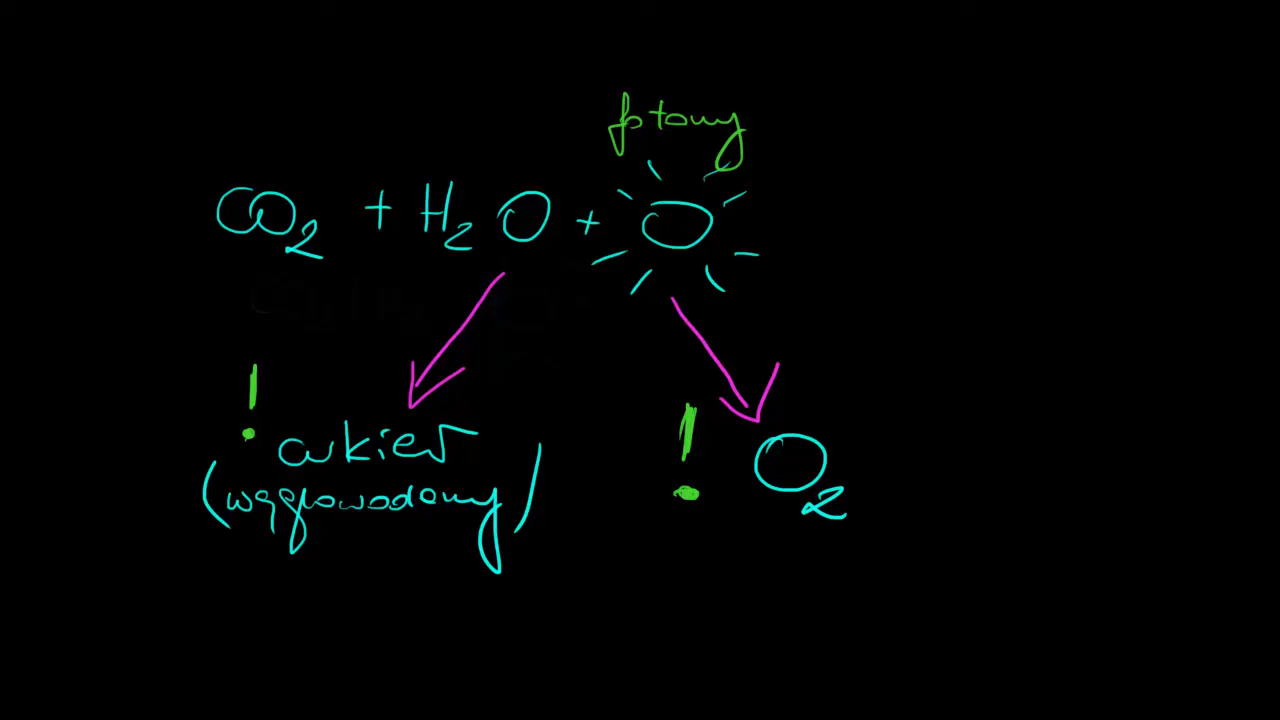 fotony
CO₂ + H₂O +
! cukier ! O₂
(węglowodany)